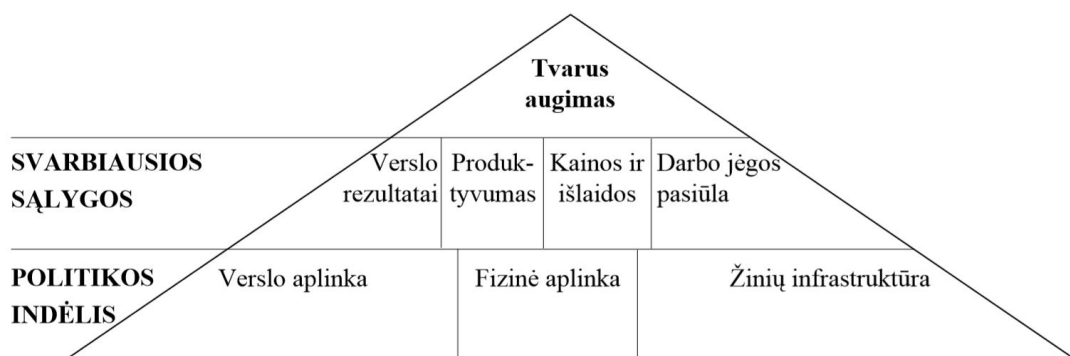 Tvarus
augimas
SVARBIAUSIOS
SĄLYGOS
Verslo
rezultatai
Produk-
tyvumas
Kainos ir
išlaidos
Darbo jėgos
pasiūla
POLITIKOS
INDĖLIS
Verslo aplinka
Fizinė aplinka
Žinių infrastruktūra